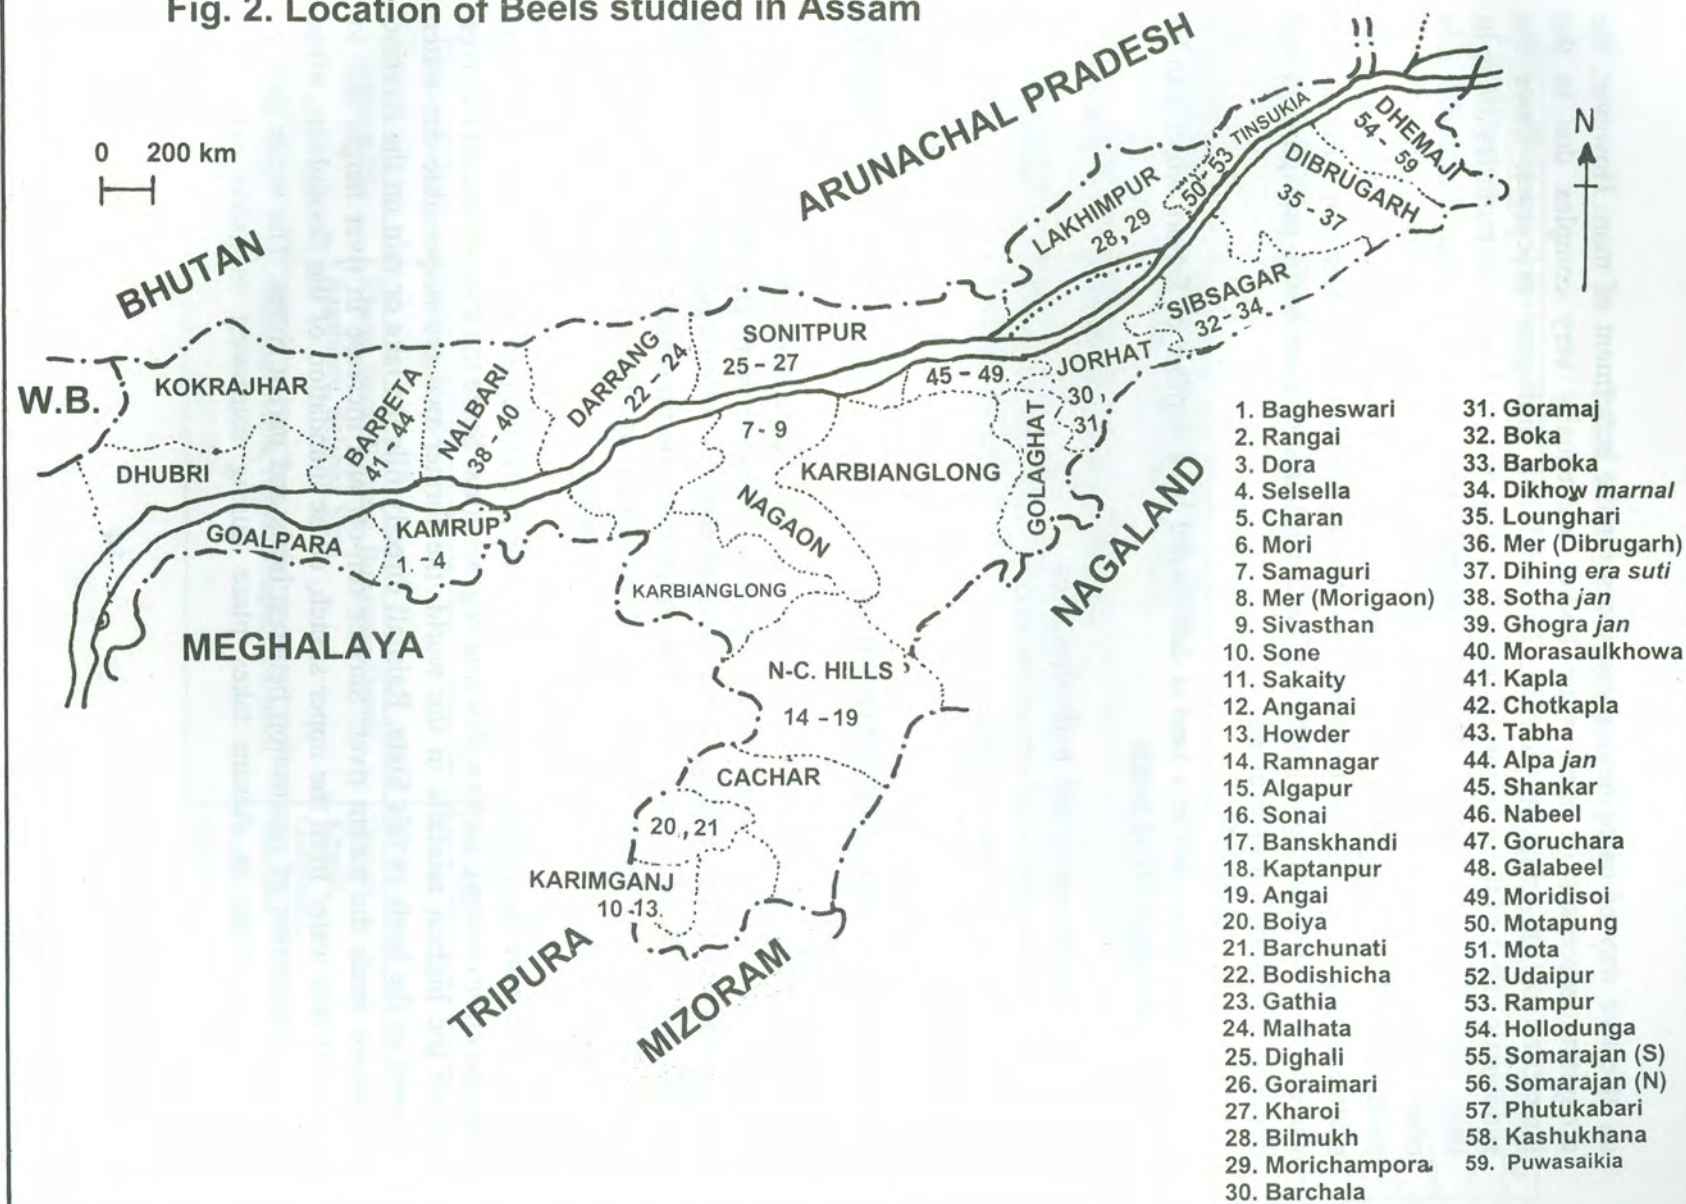 Fig. 2. Location of Beels studied in Assam
ARUNACHAL PRADESH
N
0 200 km
BHUTAN
TINSUKIA
50 - 53
DHEMAJI
54 - 59
DIBRUGARH
35 - 37
LAKHIMPUR
28, 29
SIBSAGAR
32 - 34
JORHAT
SONITPUR
25 - 27
DARRANG
22 - 24
45 - 49
30
31
W.B.
KOKRAJHAR
BARPETA
41 - 44
NALBARI
38 - 40
DHUBRI
7 - 9
KARBIANGLONG
GOLAGHAT
NAGAON
NAGALAND
GOALPARA
KAMRUP
1 - 4
KARBIANGLONG
MEGHALAYA
N-C. HILLS
14 - 19
CACHAR
20, 21
KARIMGANJ
10 - 13
TRIPURA
MIZORAM
1. Bagheswari
2. Rangai
3. Dora
4. Selsella
5. Charan
6. Mori
7. Samaguri
8. Mer (Morigaon)
9. Sivasthan
10. Sone
11. Sakaity
12. Anganai
13. Howder
14. Ramnagar
15. Algapur
16. Sonai
17. Banskhandi
18. Kaptanpur
19. Angai
20. Boiya
21. Barchunati
22. Bodishicha
23. Gathia
24. Malhata
25. Dighali
26. Goraimari
27. Kharoi
28. Bilmukh
29. Morichampora
30. Barchala
31. Goramaj
32. Boka
33. Barboka
34. Dikhow marnal
35. Lounghari
36. Mer (Dibrugarh)
37. Dihing era suti
38. Sotha jan
39. Ghogra jan
40. Morasaulkhowa
41. Kapla
42. Chotkapla
43. Tabha
44. Alpa jan
45. Shankar
46. Nabeel
47. Goruchara
48. Galabeel
49. Moridisoi
50. Motapung
51. Mota
52. Udaipur
53. Rampur
54. Hollodunga
55. Somarajan (S)
56. Somarajan (N)
57. Phutukabari
58. Kashukhana
59. Puwasaikia